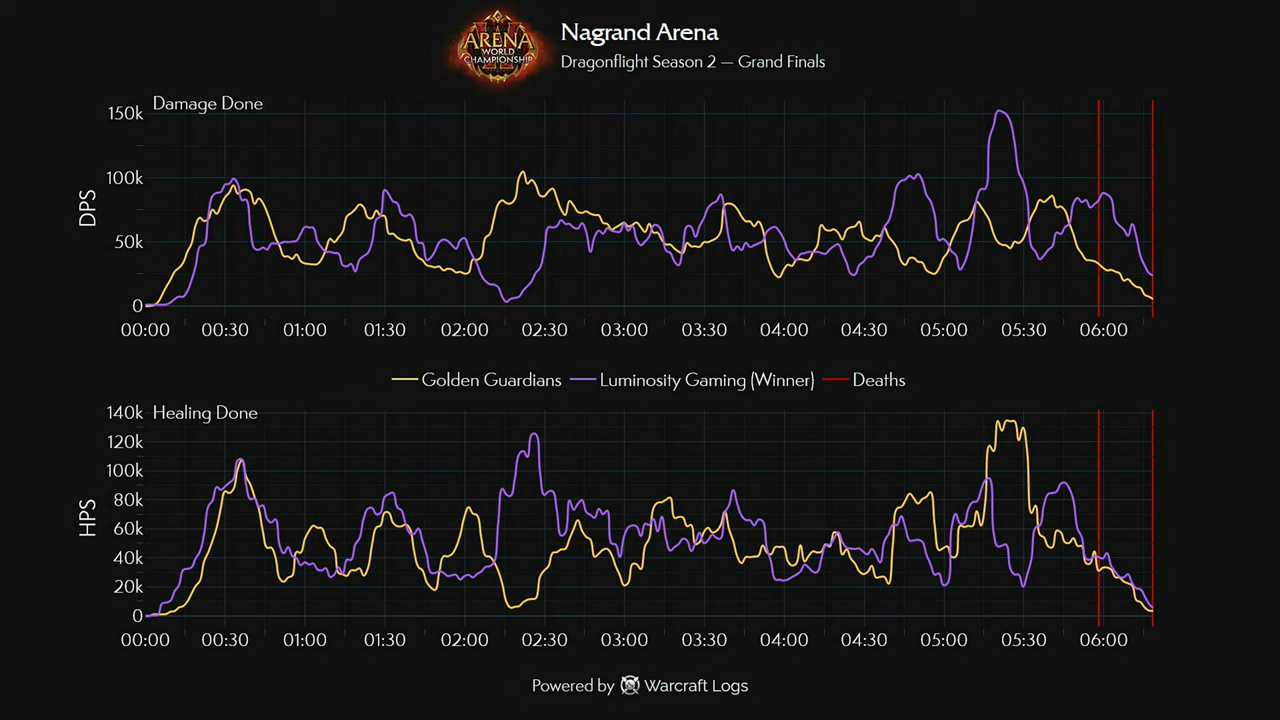 ARENA
WORLD
CHAMPIONSHIP
Nagrand Arena
Dragonflight Season 2 — Grand Finals
Damage Done
150k
100k
50k
0
DPS
00:00 00:30 01:00 01:30 02:00 02:30 03:00 03:30 04:00 04:30 05:00 05:30 06:00
Golden Guardians Luminosity Gaming (Winner) Deaths
Healing Done
140k
120k
100k
80k
60k
40k
20k
0
HPS
00:00 00:30 01:00 01:30 02:00 02:30 03:00 03:30 04:00 04:30 05:00 05:30 06:00
Powered by Warcraft Logs